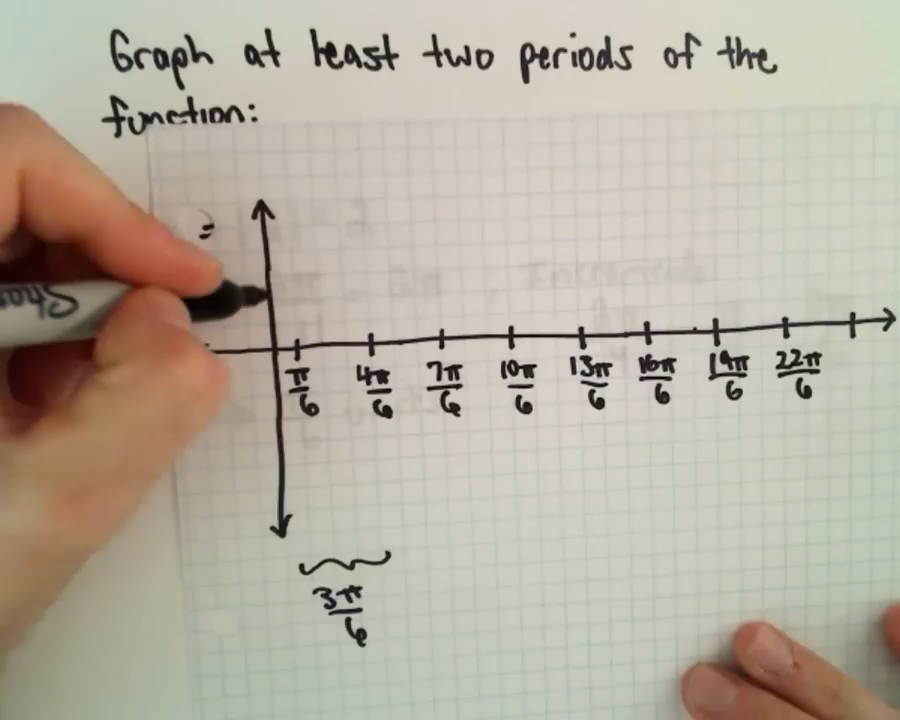 Graph at least two periods of the
function:
=
Shar
π/6 4π/6 7π/6 10π/6 13π/6 16π/6 19π/6 22π/6
3π/6